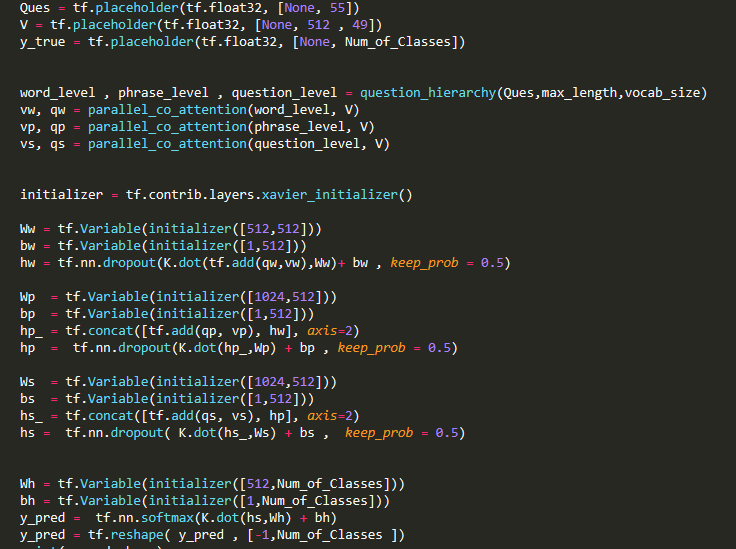 Ques = tf.placeholder(tf.float32, [None, 55])
V = tf.placeholder(tf.float32, [None, 512 , 49])
y_true = tf.placeholder(tf.float32, [None, Num_of_Classes])
word_level , phrase_level , question_level = question_hierarchy(Ques,max_length,vocab_size)
vw, qw = parallel_co_attention(word_level, V)
vp, qp = parallel_co_attention(phrase_level, V)
vs, qs = parallel_co_attention(question_level, V)
initializer = tf.contrib.layers.xavier_initializer()
Ww = tf.Variable(initializer([512,512]))
bw = tf.Variable(initializer([1,512]))
hw = tf.nn.dropout(K.dot(tf.add(qw,vw),Ww)+ bw , keep_prob = 0.5)
Wp  = tf.Variable(initializer([1024,512]))
bp  = tf.Variable(initializer([1,512]))
hp_ = tf.concat([tf.add(qp, vp), hw], axis=2)
hp  =  tf.nn.dropout(K.dot(hp_,Wp) + bp , keep_prob = 0.5)
Ws  = tf.Variable(initializer([1024,512]))
bs  = tf.Variable(initializer([1,512]))
hs_ = tf.concat([tf.add(qs, vs), hp], axis=2)
hs =  tf.nn.dropout( K.dot(hs_,Ws) + bs ,  keep_prob = 0.5)
Wh = tf.Variable(initializer([512,Num_of_Classes]))
bh = tf.Variable(initializer([1,Num_of_Classes]))
y_pred =  tf.nn.softmax(K.dot(hs,Wh) + bh)
y_pred = tf.reshape( y_pred , [-1,Num_of_Classes ])